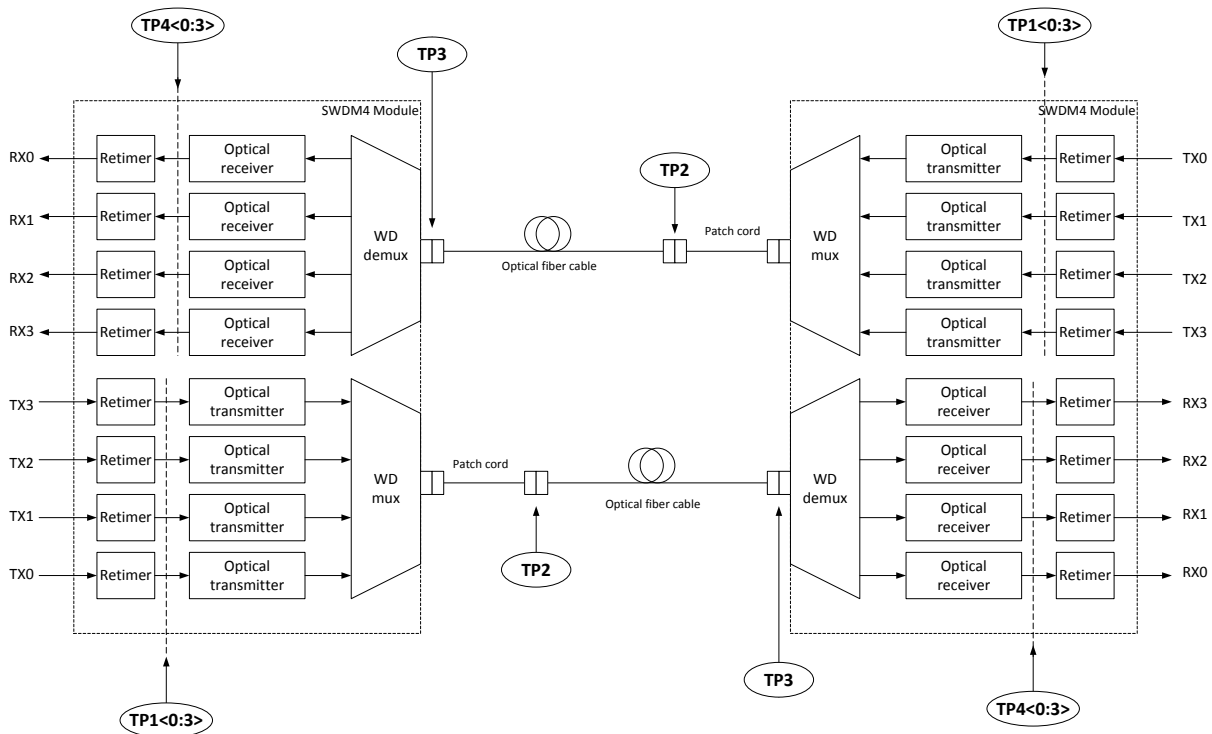 TP4<0:3>
TP1<0:3>
TP3
SWDM4 Module
SWDM4 Module
RX0
Retimer
Optical
receiver
Optical
transmitter
Retimer
TX0
TP2
RX1
Retimer
Optical
receiver
WD
demux
Patch cord
WD
mux
Optical
transmitter
Retimer
TX1
RX2
Retimer
Optical
receiver
Optical fiber cable
Optical
transmitter
Retimer
TX2
RX3
Retimer
Optical
receiver
Optical
transmitter
Retimer
TX3
TX3
Retimer
Optical
transmitter
Optical
receiver
Retimer
RX3
TX2
Retimer
Optical
transmitter
WD
mux
Patch cord
WD
demux
Optical
receiver
Retimer
RX2
TX1
Retimer
Optical
transmitter
Optical fiber cable
Optical
receiver
Retimer
RX1
TX0
Retimer
Optical
transmitter
TP2
Optical
receiver
Retimer
RX0
TP3
TP1<0:3>
TP4<0:3>